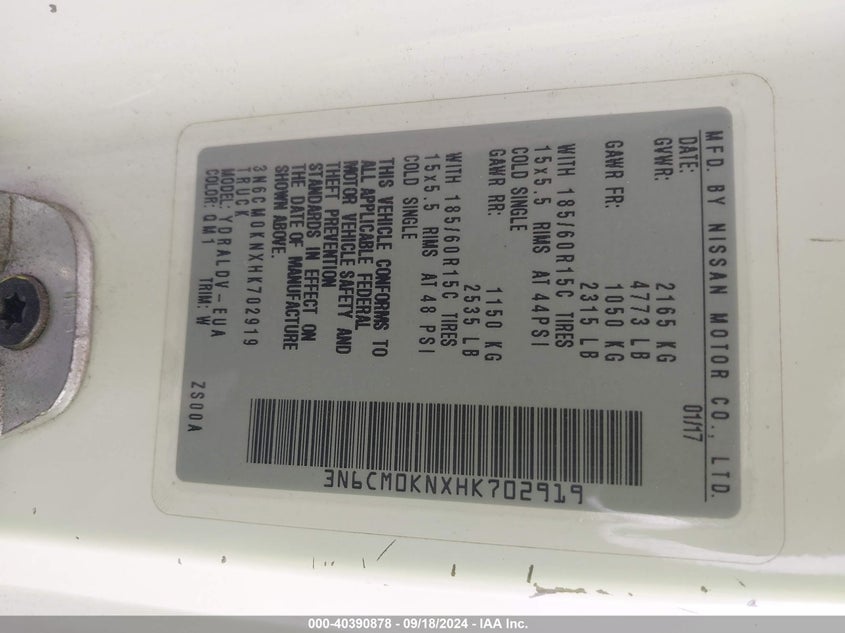 MFD. BY NISSAN MOTOR CO., LTD.
DATE: 01/17
GVWR: 2165 KG
4773 LB
GAWR FR: 1050 KG
2315 LB
WITH 185/60R15C TIRES
15x5.5 RIMS AT 44PSI
COLD SINGLE
GAWR RR: 1150 KG
2535 LB
WITH 185/60R15C TIRES
15x5.5 RIMS AT 48 PSI
COLD SINGLE
THIS VEHICLE CONFORMS TO
ALL APPLICABLE FEDERAL
MOTOR VEHICLE SAFETY AND
THEFT PREVENTION
STANDARDS IN EFFECT ON
THE DATE OF MANUFACTURE
SHOWN ABOVE.
3N6CM0KNXHK702919
TRUCK
MODEL: YDRALDV-EUA
COLOR: QM1 TRIM: W
ZS00A
3N6CM0KNXHK702919
000-40390878 - 09/18/2024 - IAA Inc.